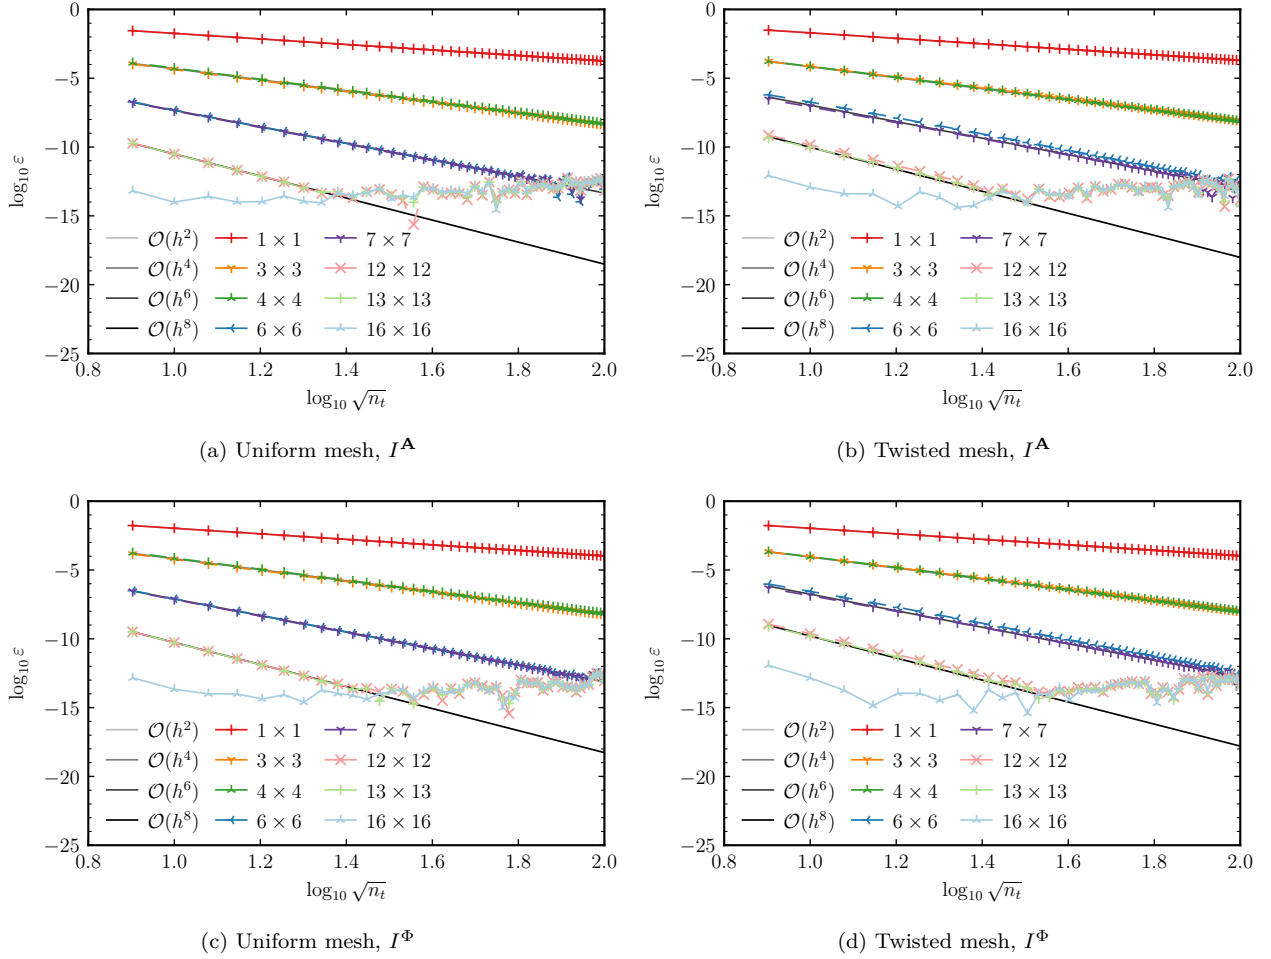 0
−5
−10
−15
−20
−25
log₁₀ ε
0.8 1.0 1.2 1.4 1.6 1.8 2.0
log₁₀ √nₜ
O(h²) 1 × 1 7 × 7
O(h⁴) 3 × 3 12 × 12
O(h⁶) 4 × 4 13 × 13
O(h⁸) 6 × 6 16 × 16
(a) Uniform mesh, I^A
0
−5
−10
−15
−20
−25
log₁₀ ε
0.8 1.0 1.2 1.4 1.6 1.8 2.0
log₁₀ √nₜ
O(h²) 1 × 1 7 × 7
O(h⁴) 3 × 3 12 × 12
O(h⁶) 4 × 4 13 × 13
O(h⁸) 6 × 6 16 × 16
(b) Twisted mesh, I^A
0
−5
−10
−15
−20
−25
log₁₀ ε
0.8 1.0 1.2 1.4 1.6 1.8 2.0
log₁₀ √nₜ
O(h²) 1 × 1 7 × 7
O(h⁴) 3 × 3 12 × 12
O(h⁶) 4 × 4 13 × 13
O(h⁸) 6 × 6 16 × 16
(c) Uniform mesh, I^Φ
0
−5
−10
−15
−20
−25
log₁₀ ε
0.8 1.0 1.2 1.4 1.6 1.8 2.0
log₁₀ √nₜ
O(h²) 1 × 1 7 × 7
O(h⁴) 3 × 3 12 × 12
O(h⁶) 4 × 4 13 × 13
O(h⁸) 6 × 6 16 × 16
(d) Twisted mesh, I^Φ